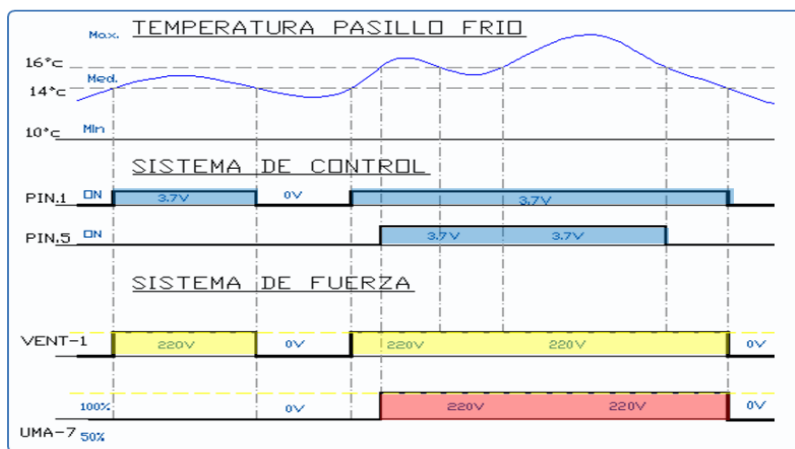 Max. TEMPERATURA PASILLO FRIO
16°c
Med.
14°c
10°c Min
SISTEMA DE CONTROL
PIN.1 ON 3.7V 0V 3.7V
PIN.5 ON 3.7V 3.7V
SISTEMA DE FUERZA
VENT-1 220V 0V 220V 220V 0V
100% 0V 220V 220V 0V
UMA-7 50%